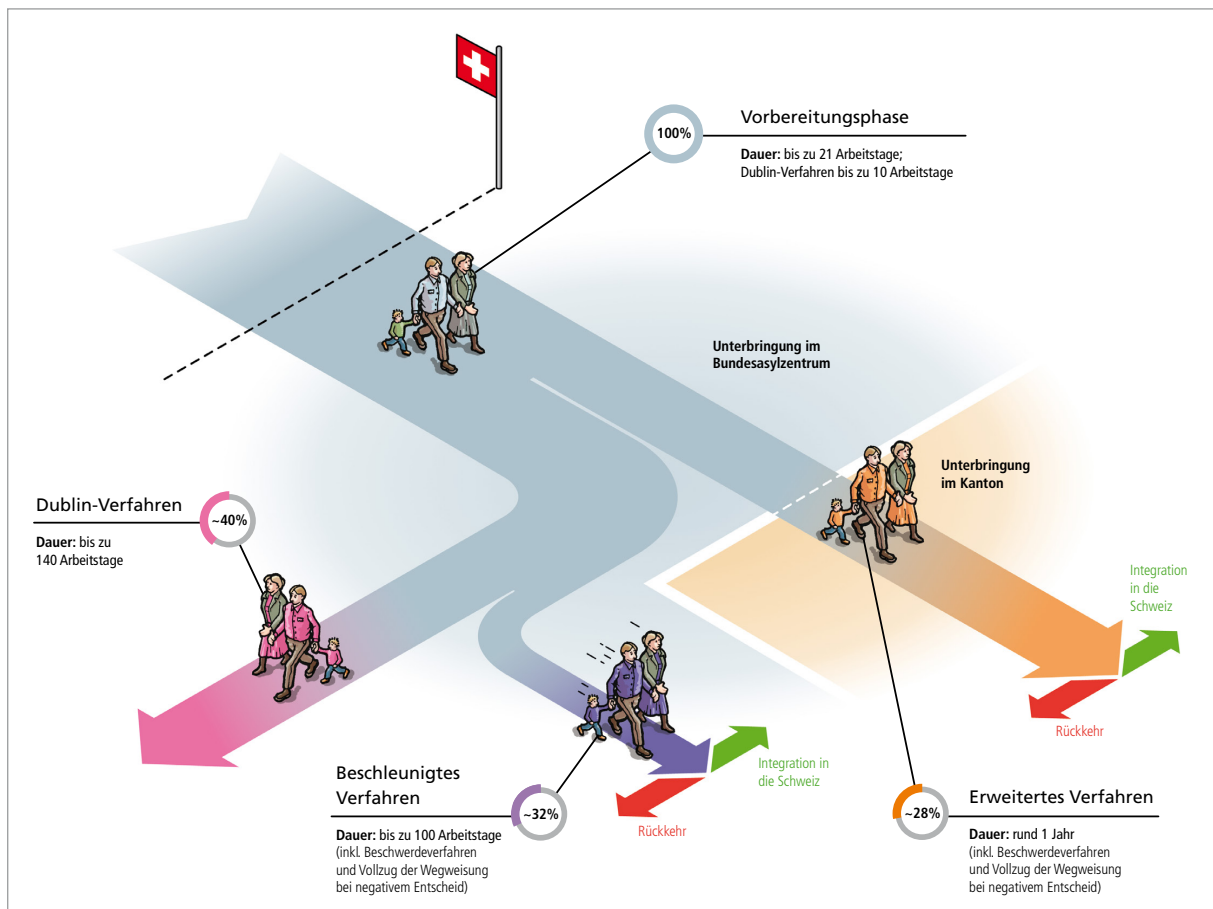 100%
Vorbereitungsphase
Dauer: bis zu 21 Arbeitstage;
Dublin-Verfahren bis zu 10 Arbeitstage
Unterbringung im
Bundesasylzentrum
Unterbringung
im Kanton
Dublin-Verfahren
~40%
Dauer: bis zu
140 Arbeitstage
Integration
in die
Schweiz
Rückkehr
Integration in
die Schweiz
Rückkehr
Beschleunigtes
Verfahren
~32%
Dauer: bis zu 100 Arbeitstage
(inkl. Beschwerdeverfahren
und Vollzug der Wegweisung
bei negativem Entscheid)
~28%
Erweitertes Verfahren
Dauer: rund 1 Jahr
(inkl. Beschwerdeverfahren
und Vollzug der Wegweisung
bei negativem Entscheid)